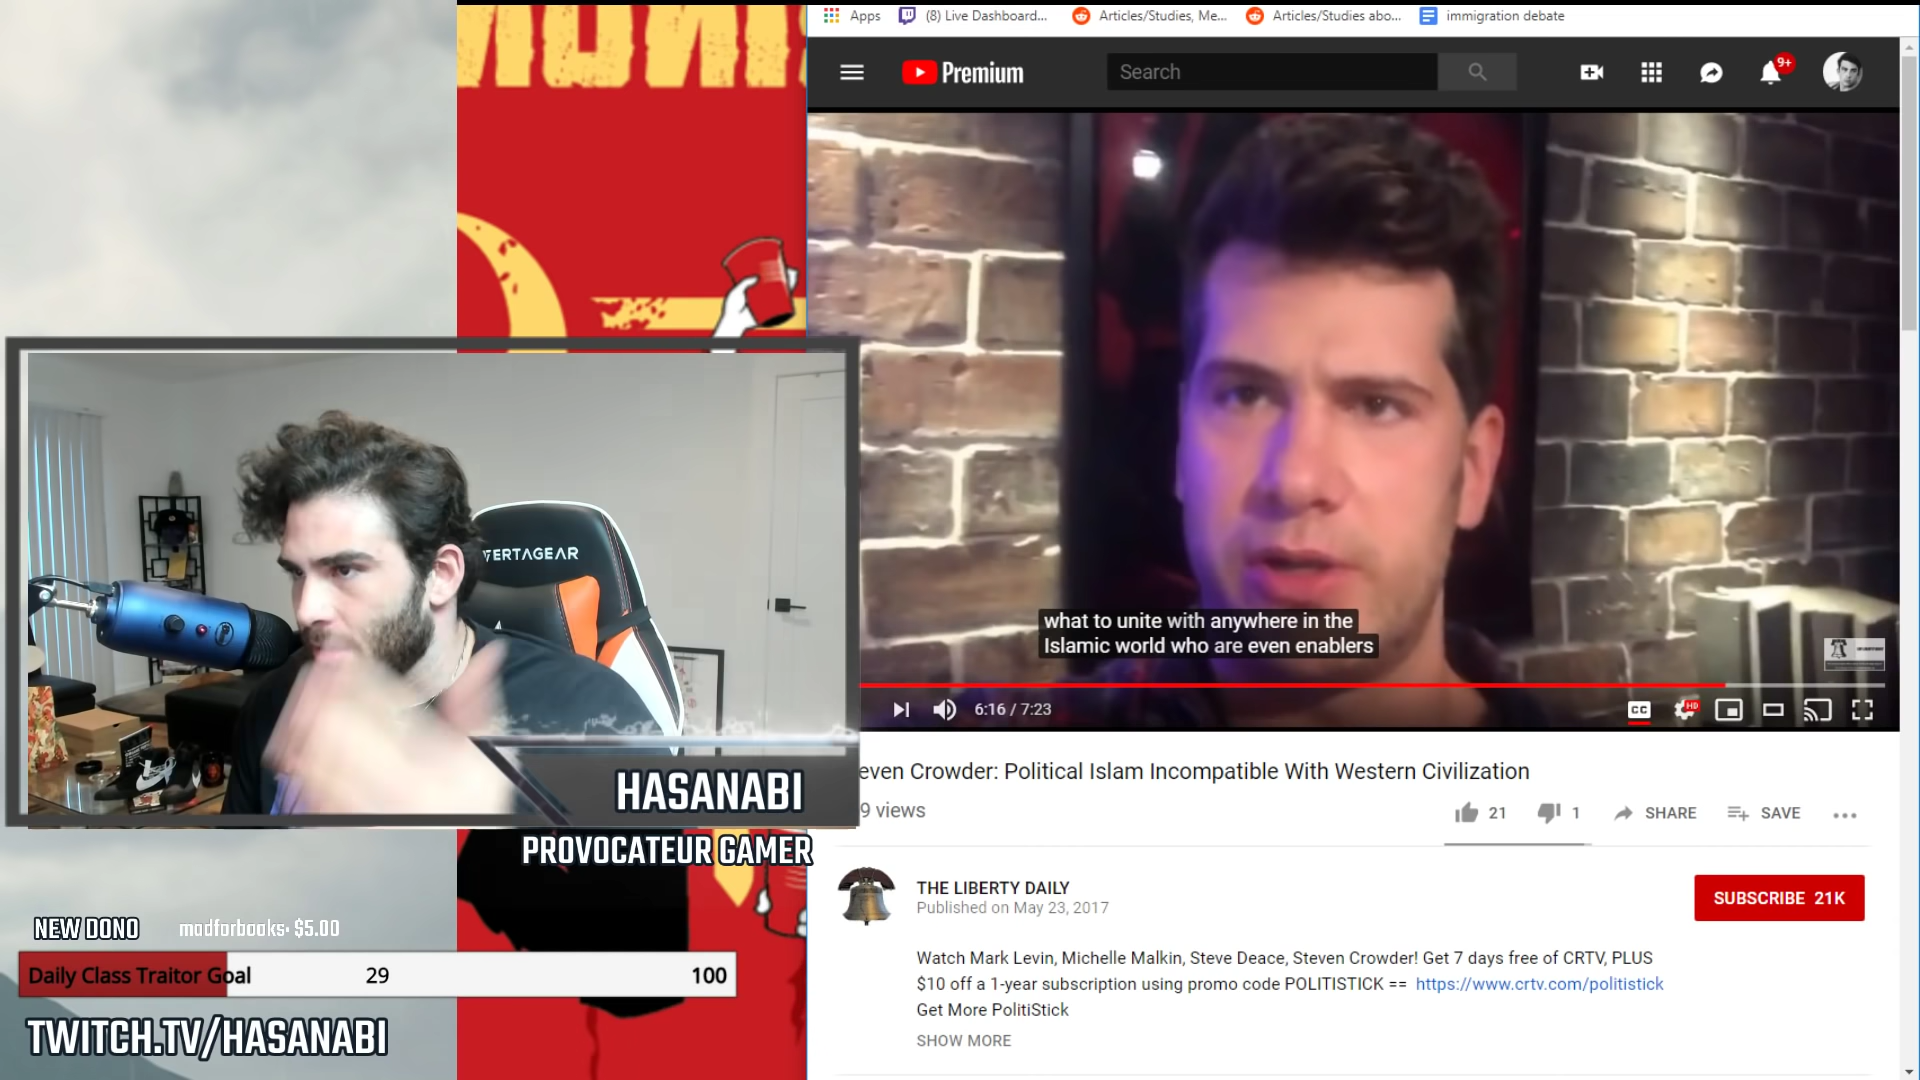 Apps
(8) Live Dashboard...
Articles/Studies, Me...
Articles/Studies abo...
immigration debate
Premium
Search
9+
what to unite with anywhere in the
Islamic world who are even enablers
6:16 / 7:23
CC
HD
even Crowder: Political Islam Incompatible With Western Civilization
9 views
21
1
SHARE
SAVE
THE LIBERTY DAILY
Published on May 23, 2017
SUBSCRIBE 21K
Watch Mark Levin, Michelle Malkin, Steve Deace, Steven Crowder! Get 7 days free of CRTV, PLUS
$10 off a 1-year subscription using promo code POLITISTICK == https://www.crtv.com/politistick
Get More PolitiStick
SHOW MORE
VERTAGEAR
HASANABI
PROVOCATEUR GAMER
NEW DONO madforbooks: $5.00
Daily Class Traitor Goal 29 100
TWITCH.TV/HASANABI